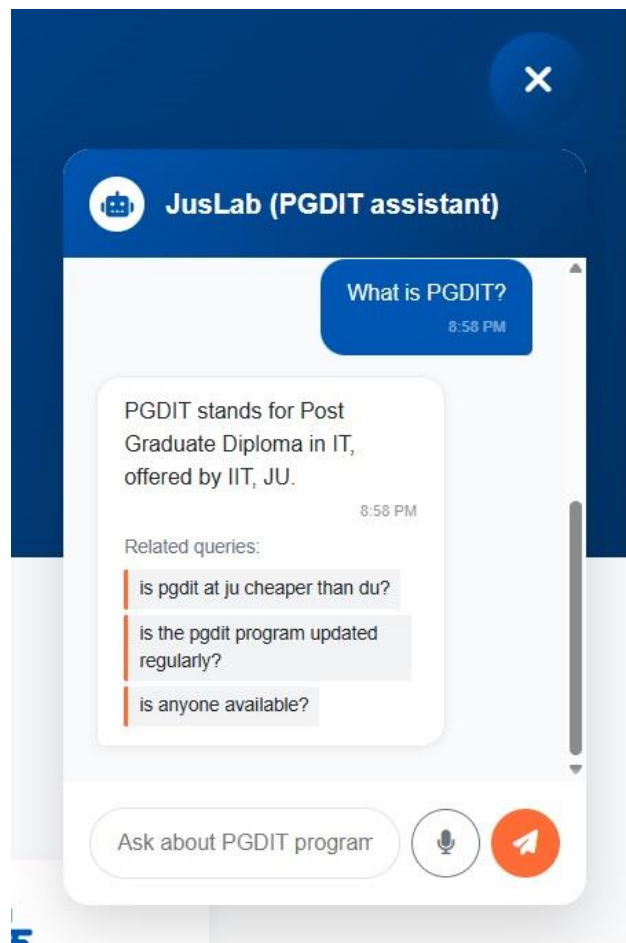 JusLab (PGDIT assistant)
What is PGDIT?
8:58 PM
PGDIT stands for Post
Graduate Diploma in IT,
offered by IIT, JU.
8:58 PM
Related queries:
is pgdit at ju cheaper than du?
is the pgdit program updated
regularly?
is anyone available?
Ask about PGDIT program